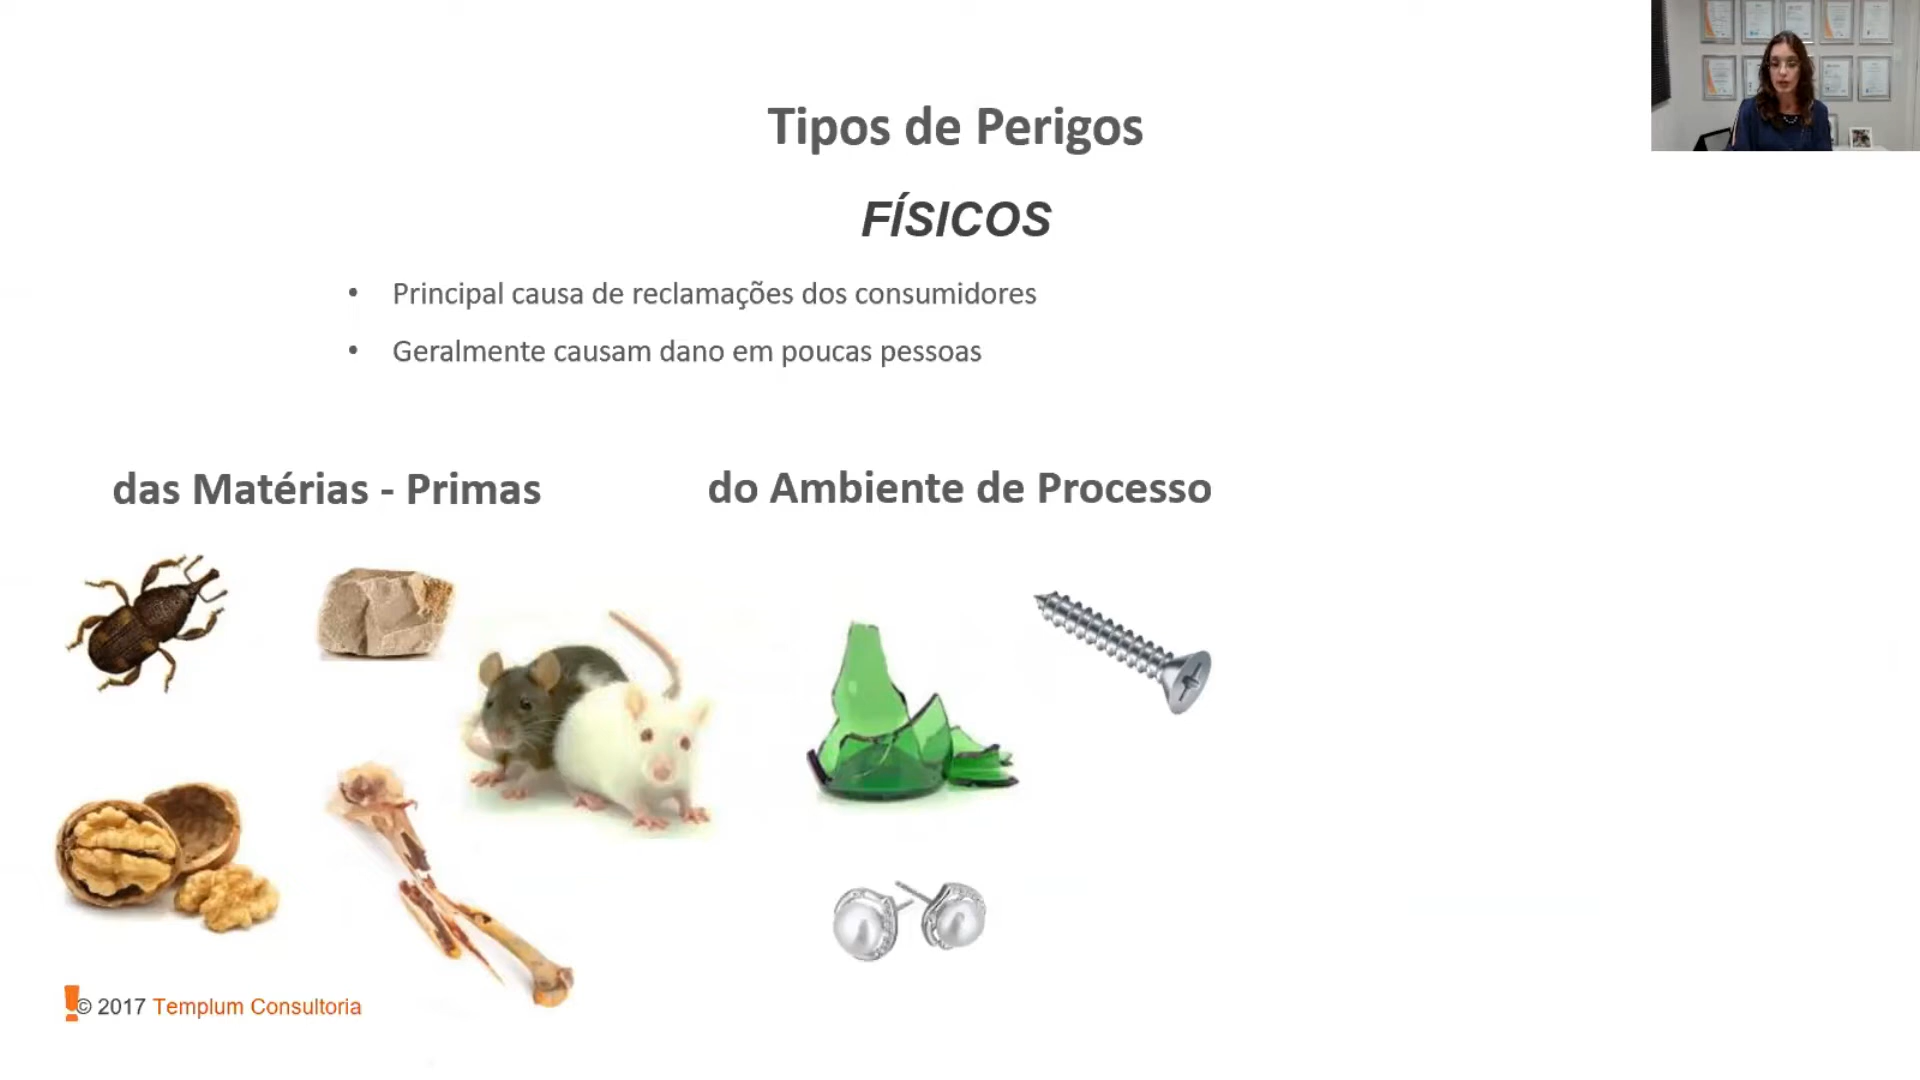 Tipos de Perigos
FÍSICOS
• Principal causa de reclamações dos consumidores
• Geralmente causam dano em poucas pessoas
das Matérias - Primas
do Ambiente de Processo
© 2017 Templum Consultoria